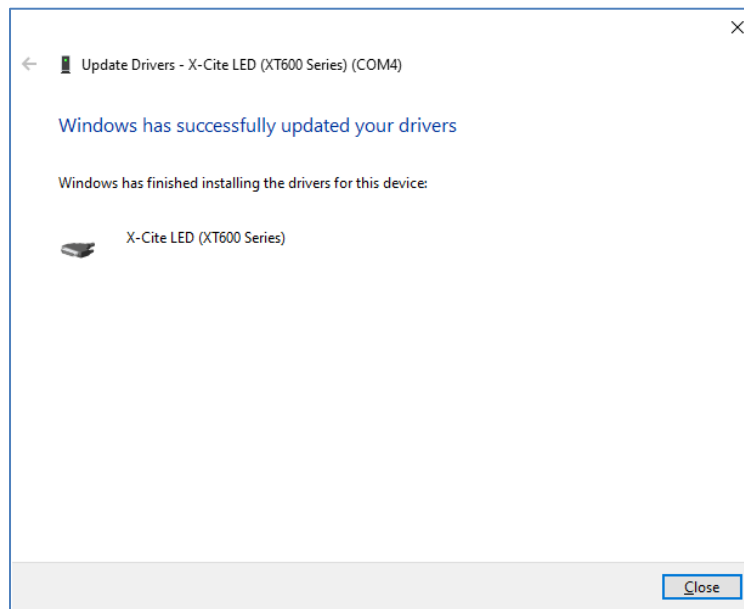 Update Drivers - X-Cite LED (XT600 Series) (COM4)
Windows has successfully updated your drivers
Windows has finished installing the drivers for this device:
X-Cite LED (XT600 Series)
Close